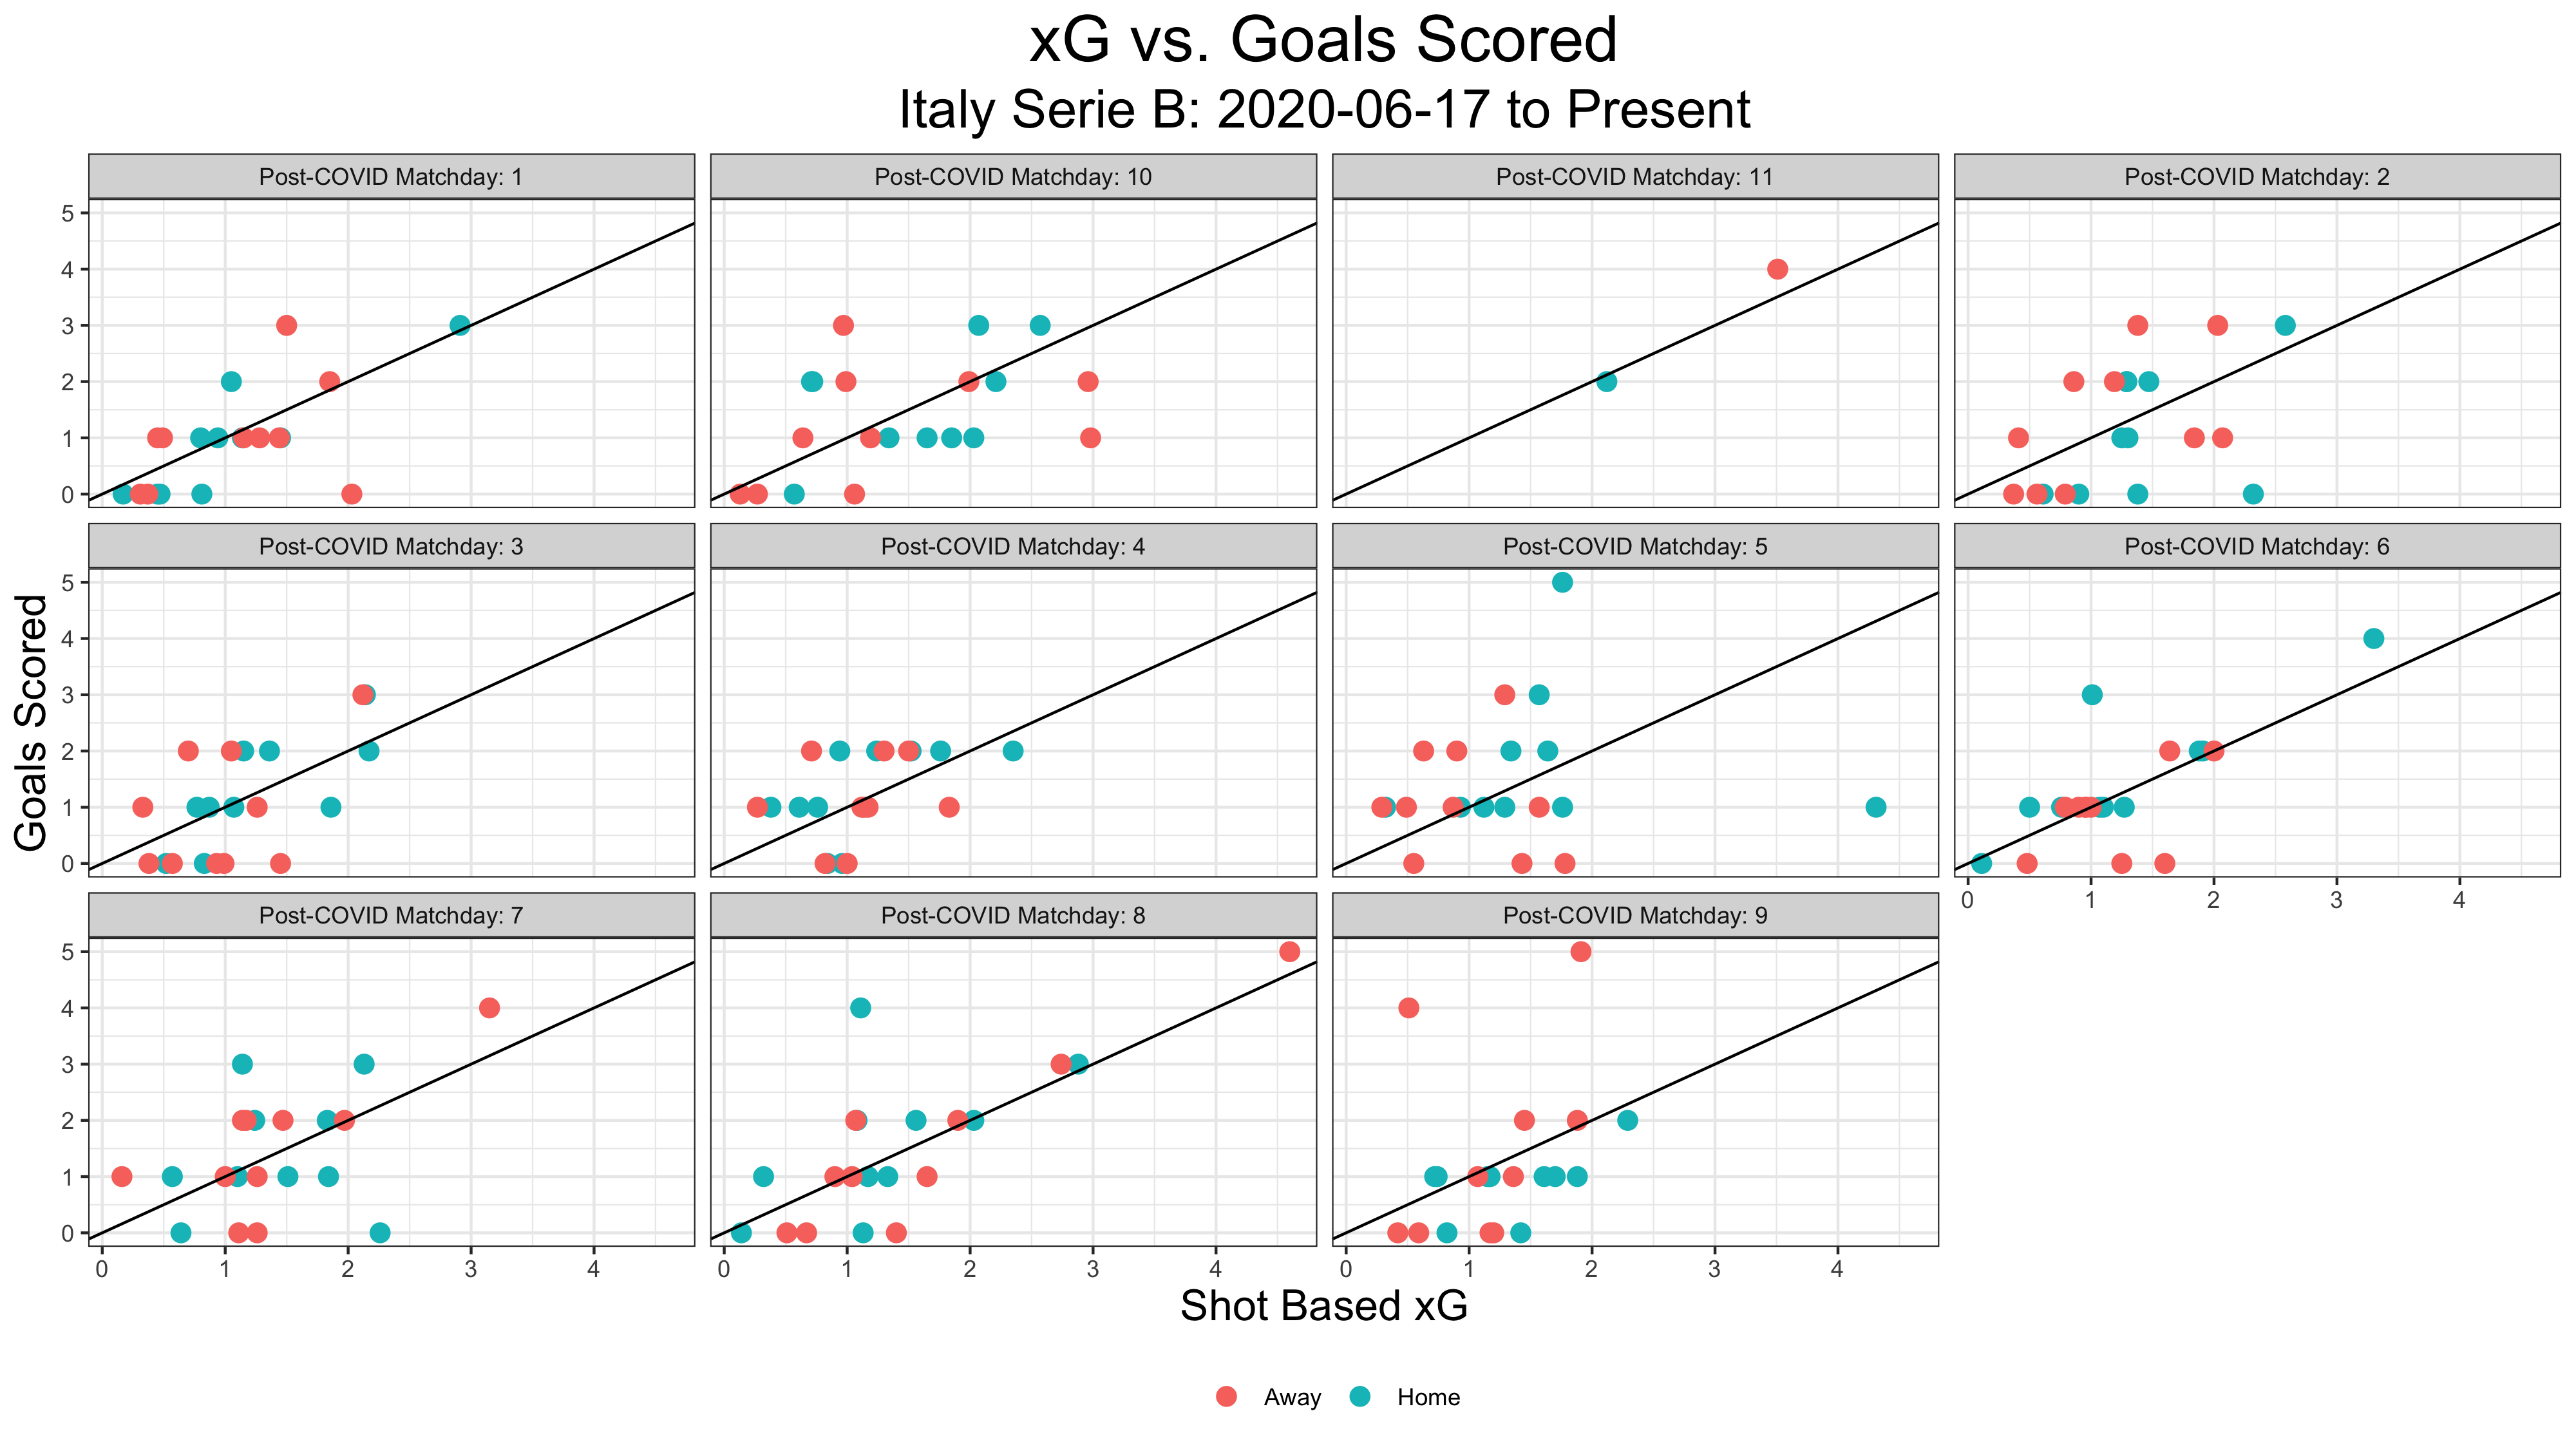 xG vs. Goals Scored
Italy Serie B: 2020-06-17 to Present
Post-COVID Matchday: 1
Post-COVID Matchday: 10
Post-COVID Matchday: 11
Post-COVID Matchday: 2
5
4
3
2
1
0
Post-COVID Matchday: 3
Post-COVID Matchday: 4
Post-COVID Matchday: 5
Post-COVID Matchday: 6
Goals Scored
5
4
3
2
1
0
0 1 2 3 4
Post-COVID Matchday: 7
Post-COVID Matchday: 8
Post-COVID Matchday: 9
5
4
3
2
1
0
0 1 2 3 4
0 1 2 3 4
0 1 2 3 4
Shot Based xG
Away Home